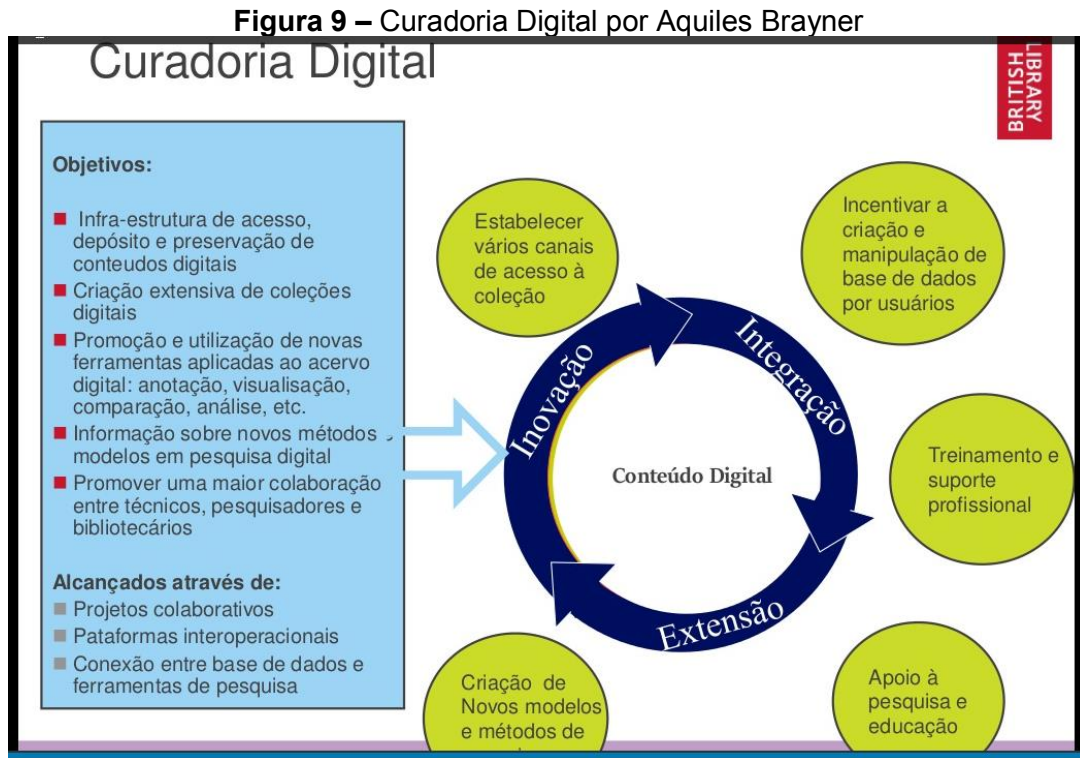 Figura 9 – Curadoria Digital por Aquiles Brayner
Curadoria Digital
BRITISH
LIBRARY
Objetivos:
Infra-estrutura de acesso,
depósito e preservação de
conteudos digitais
Criação extensiva de coleções
digitais
Promoção e utilização de novas
ferramentas aplicadas ao acervo
digital: anotação, visualisação,
comparação, análise, etc.
Informação sobre novos métodos
modelos em pesquisa digital
Promover uma maior colaboração
entre técnicos, pesquisadores e
bibliotecários
Alcançados através de:
Projetos colaborativos
Pataformas interoperacionais
Conexão entre base de dados e
ferramentas de pesquisa
Estabelecer
vários canais
de acesso à
coleção
Incentivar a
criação e
manipulação de
base de dados
por usuários
Inovação
Integração
Conteúdo Digital
Treinamento e
suporte
profissional
Extensão
Criação de
Novos modelos
e métodos de
Apoio à
pesquisa e
educação